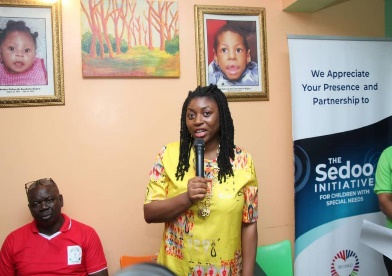 We Appreciate
Your Presence and
Partnership to
THE
Sedoo
INITIATIVE
FOR CHILDREN WITH
SPECIAL NEEDS